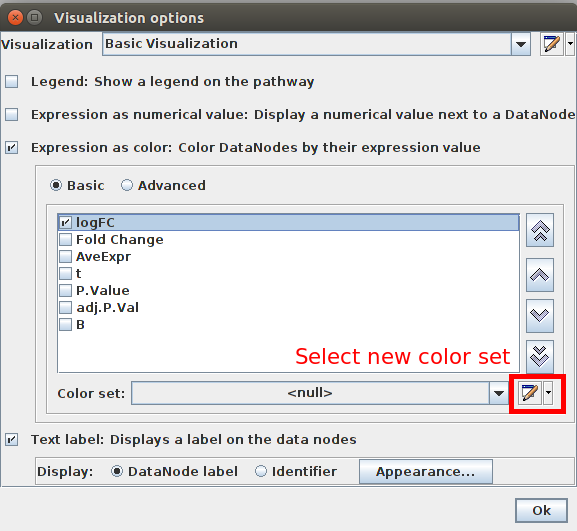 Visualization options
Visualization Basic Visualization
Legend: Show a legend on the pathway
Expression as numerical value: Display a numerical value next to a DataNode
Expression as color: Color DataNodes by their expression value
Basic Advanced
logFC
Fold Change
AveExpr
t
P.Value
adj.P.Val
B
Select new color set
Color set: <null>
Text label: Displays a label on the data nodes
Display: DataNode label Identifier Appearance...
Ok